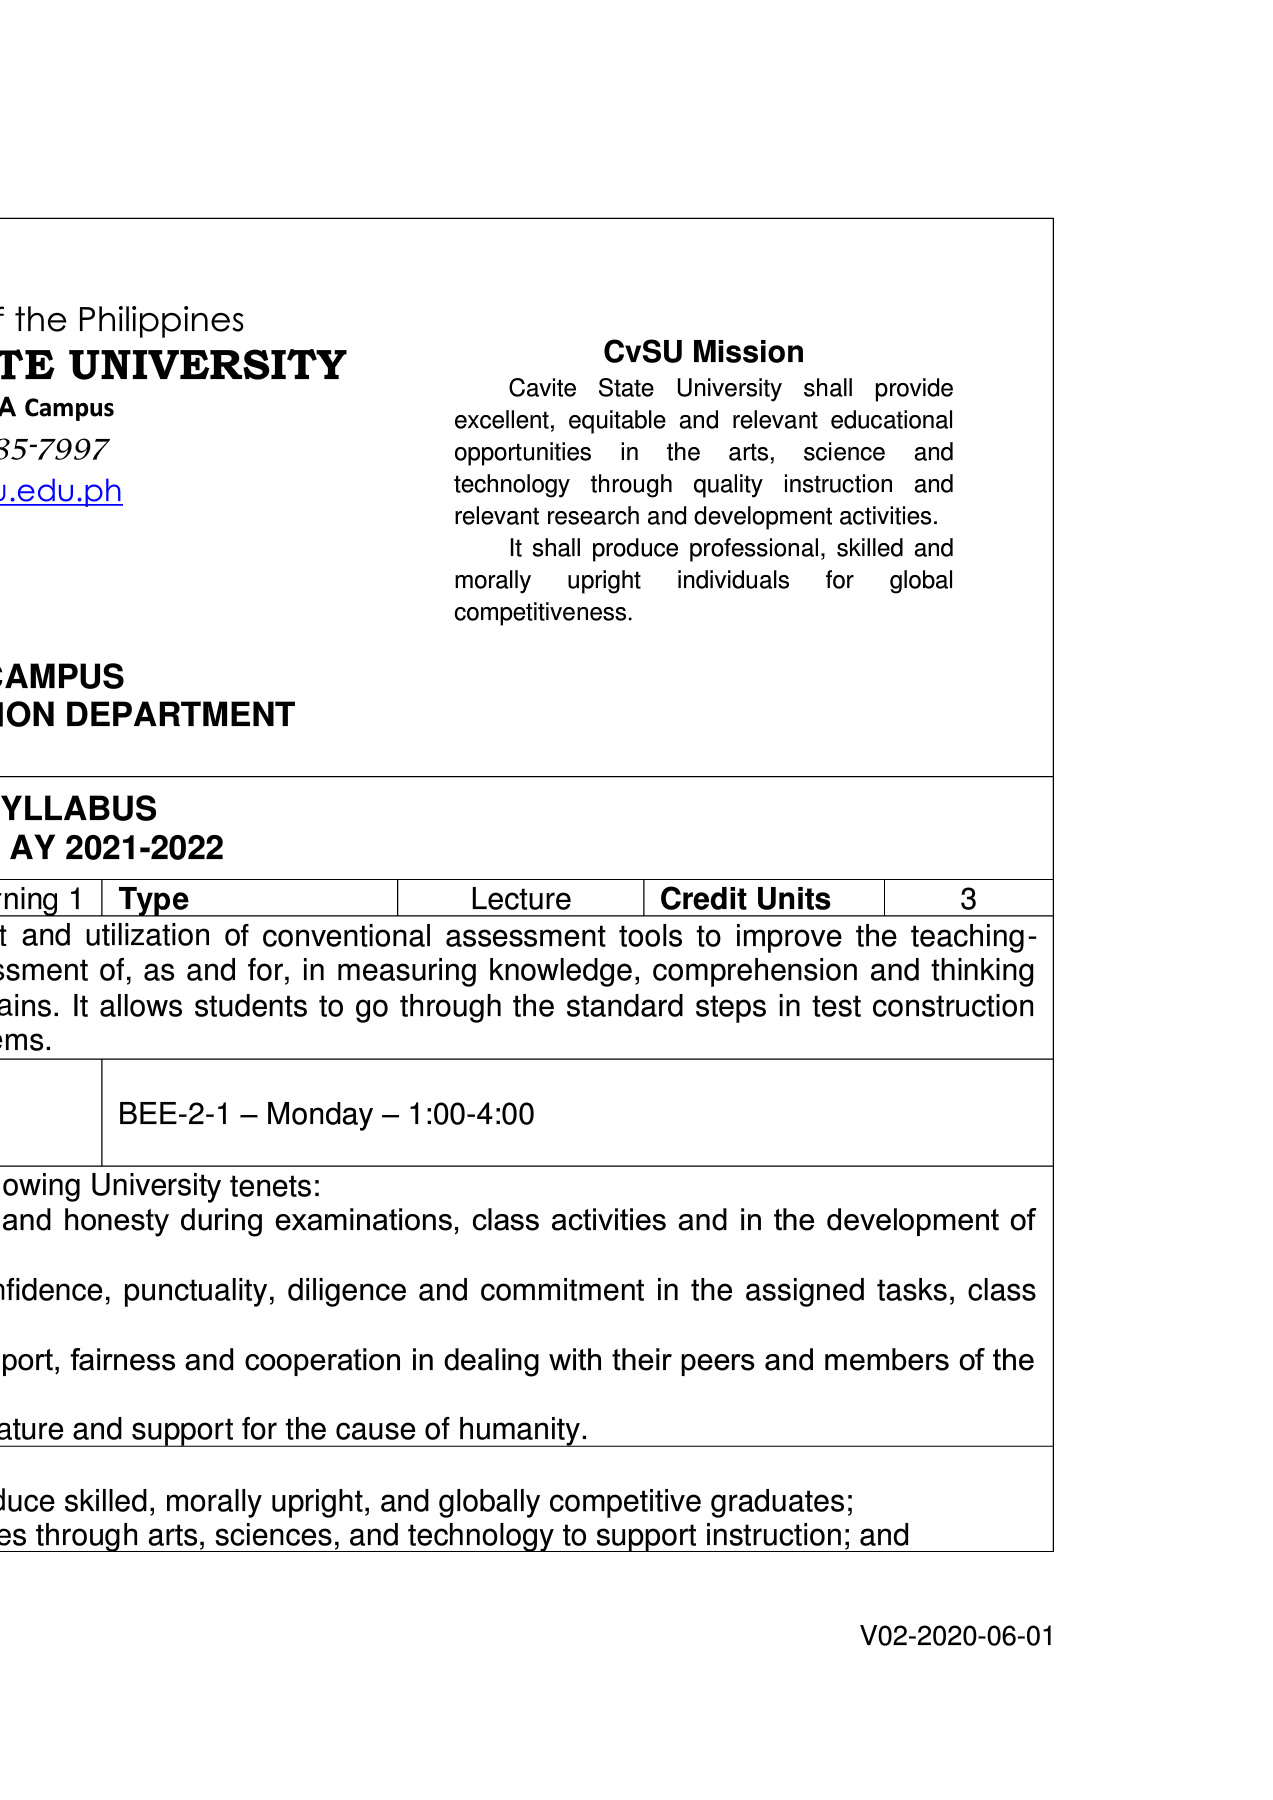 f the Philippines
TE UNIVERSITY
A Campus
85-7997
u.edu.ph
CvSU Mission
Cavite State University shall provide
excellent, equitable and relevant educational
opportunities in the arts, science and
technology through quality instruction and
relevant research and development activities.
It shall produce professional, skilled and
morally upright individuals for global
competitiveness.
CAMPUS
ION DEPARTMENT
YLLABUS
AY 2021-2022
rning 1 Type Lecture Credit Units 3
t and utilization of conventional assessment tools to improve the teaching-
ssment of, as and for, in measuring knowledge, comprehension and thinking
ains. It allows students to go through the standard steps in test construction
ems.
BEE-2-1 – Monday – 1:00-4:00
owing University tenets:
and honesty during examinations, class activities and in the development of
nfidence, punctuality, diligence and commitment in the assigned tasks, class
port, fairness and cooperation in dealing with their peers and members of the
ature and support for the cause of humanity.
duce skilled, morally upright, and globally competitive graduates;
es through arts, sciences, and technology to support instruction; and
V02-2020-06-01